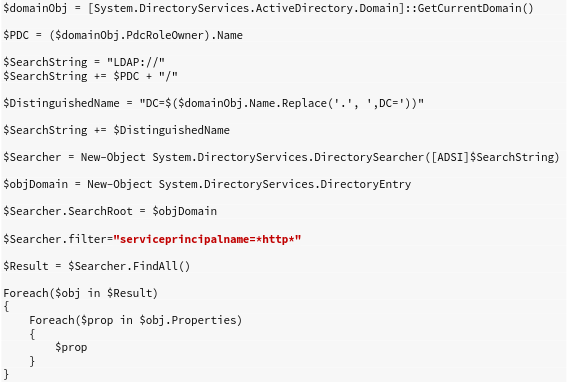 $domainObj = [System.DirectoryServices.ActiveDirectory.Domain]::GetCurrentDomain()
$PDC = ($domainObj.PdcRoleOwner).Name
$SearchString = "LDAP://"
$SearchString += $PDC + "/"
$DistinguishedName = "DC=$($domainObj.Name.Replace('.', ',DC='))"
$SearchString += $DistinguishedName
$Searcher = New-Object System.DirectoryServices.DirectorySearcher([ADSI]$SearchString)
$objDomain = New-Object System.DirectoryServices.DirectoryEntry
$Searcher.SearchRoot = $objDomain
$Searcher.filter="serviceprincipalname=*http*"
$Result = $Searcher.FindAll()
Foreach($obj in $Result)
{
    Foreach($prop in $obj.Properties)
    {
        $prop
    }
}